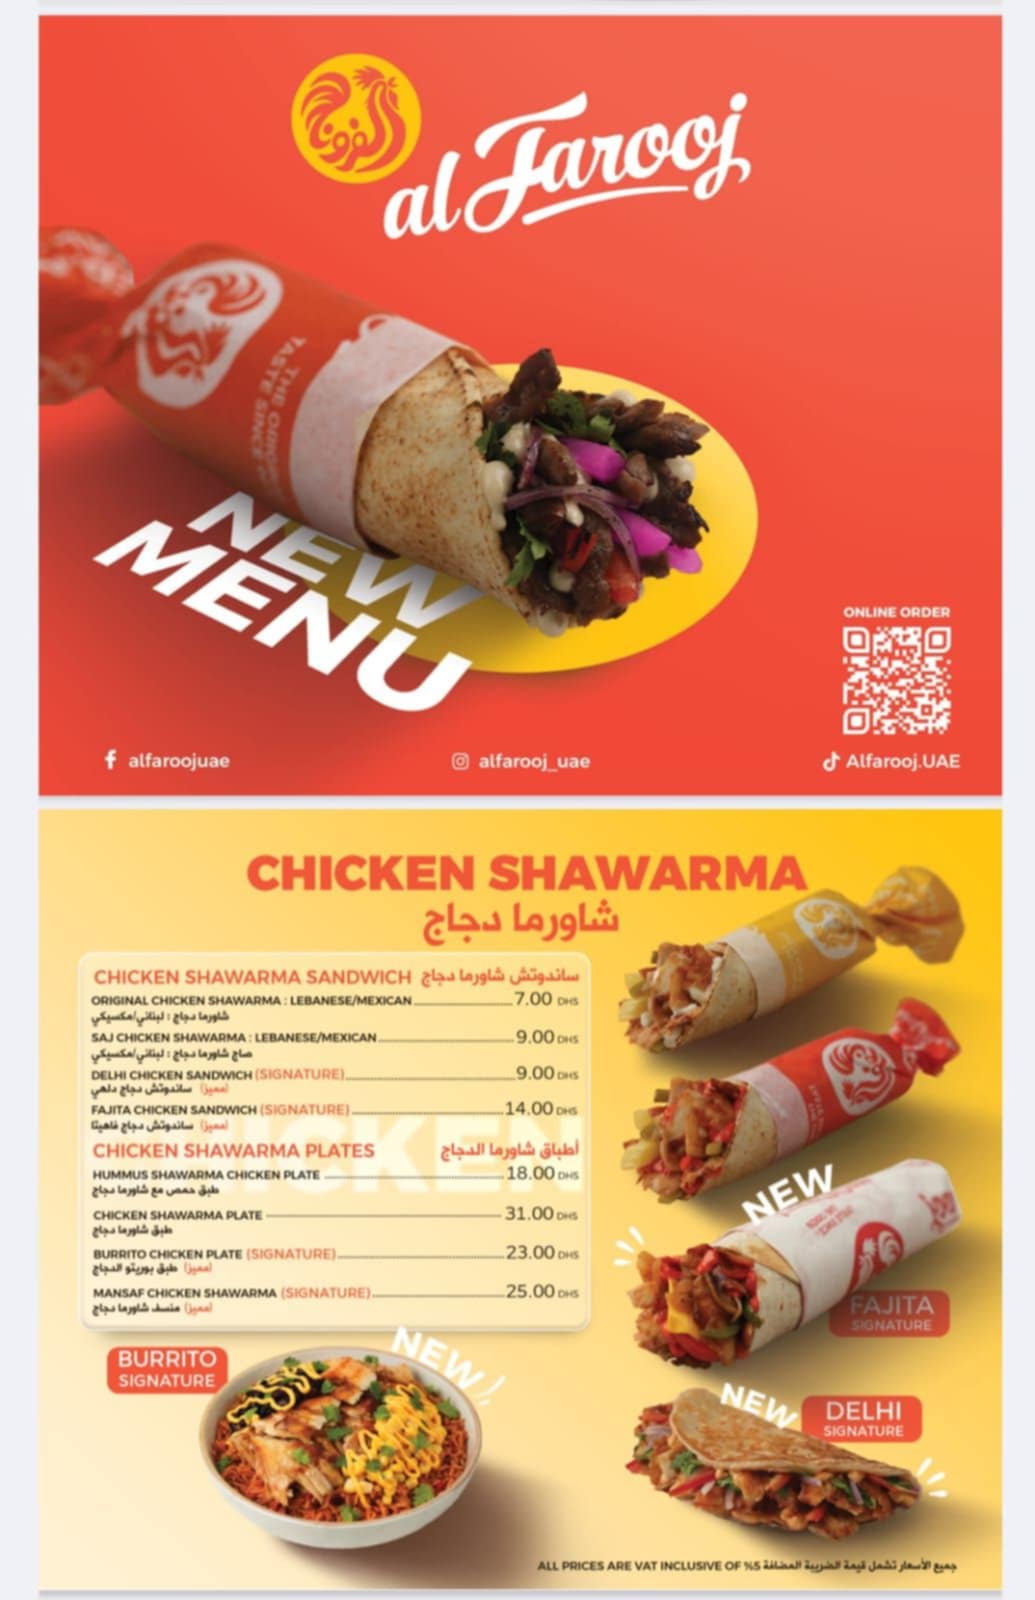 الفروج
al Farooj
THE ORIGINAL
TASTE SINCE
NEW
MENU
ONLINE ORDER
alfaroojuae
alfarooj_uae
Alfarooj.UAE
CHICKEN SHAWARMA
شاورما دجاج
CHICKEN SHAWARMA SANDWICH ساندوتش شاورما دجاج
ORIGINAL CHICKEN SHAWARMA : LEBANESE/MEXICAN 7.00 DHS
شاورما دجاج : لبناني/مكسيكي
SAJ CHICKEN SHAWARMA : LEBANESE/MEXICAN 9.00 DHS
صاج شاورما دجاج : لبناني/مكسيكي
DELHI CHICKEN SANDWICH (SIGNATURE) 9.00 DHS
ساندوتش دجاج دلهي (مميز)
FAJITA CHICKEN SANDWICH (SIGNATURE) 14.00 DHS
ساندوتش دجاج فاهيتا (مميز)
CHICKEN SHAWARMA PLATES أطباق شاورما الدجاج
HUMMUS SHAWARMA CHICKEN PLATE 18.00 DHS
طبق حمص مع شاورما دجاج
CHICKEN SHAWARMA PLATE 31.00 DHS
طبق شاورما دجاج
BURRITO CHICKEN PLATE (SIGNATURE) 23.00 DHS
طبق بوريتو الدجاج (مميز)
MANSAF CHICKEN SHAWARMA (SIGNATURE) 25.00 DHS
منسف شاورما دجاج (مميز)
NEW
FAJITA
SIGNATURE
BURRITO
SIGNATURE
NEW
NEW
DELHI
SIGNATURE
ALL PRICES ARE VAT INCLUSIVE OF %5 جميع الأسعار تشمل قيمة الضريبة المضافة